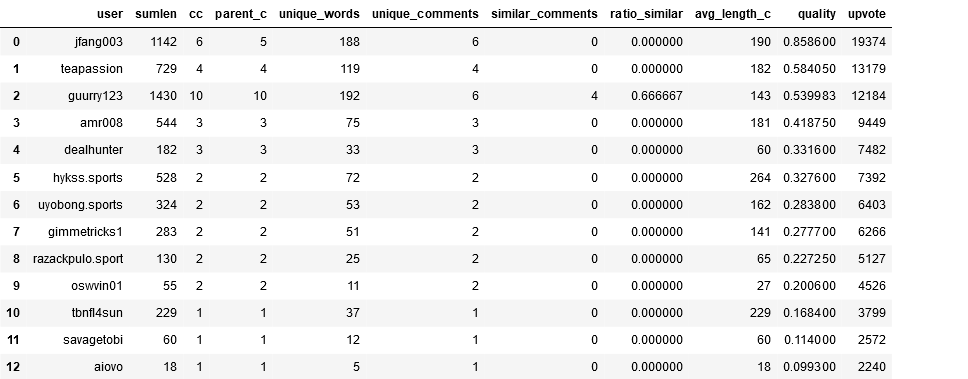 user sumlen cc parent_c unique_words unique_comments similar_comments ratio_similar avg_length_c quality upvote
0 jfang003 1142 6 5 188 6 0 0.000000 190 0.858600 19374
1 teapassion 729 4 4 119 4 0 0.000000 182 0.584050 13179
2 guurry123 1430 10 10 192 6 4 0.666667 143 0.539983 12184
3 amr008 544 3 3 75 3 0 0.000000 181 0.418750 9449
4 dealhunter 182 3 3 33 3 0 0.000000 60 0.331600 7482
5 hykss.sports 528 2 2 72 2 0 0.000000 264 0.327600 7392
6 uyobong.sports 324 2 2 53 2 0 0.000000 162 0.283800 6403
7 gimmetricks1 283 2 2 51 2 0 0.000000 141 0.277700 6266
8 razackpulo.sport 130 2 2 25 2 0 0.000000 65 0.227250 5127
9 oswvin01 55 2 2 11 2 0 0.000000 27 0.200600 4526
10 tbnfl4sun 229 1 1 37 1 0 0.000000 229 0.168400 3799
11 savagetobi 60 1 1 12 1 0 0.000000 60 0.114000 2572
12 aiovo 18 1 1 5 1 0 0.000000 18 0.099300 2240